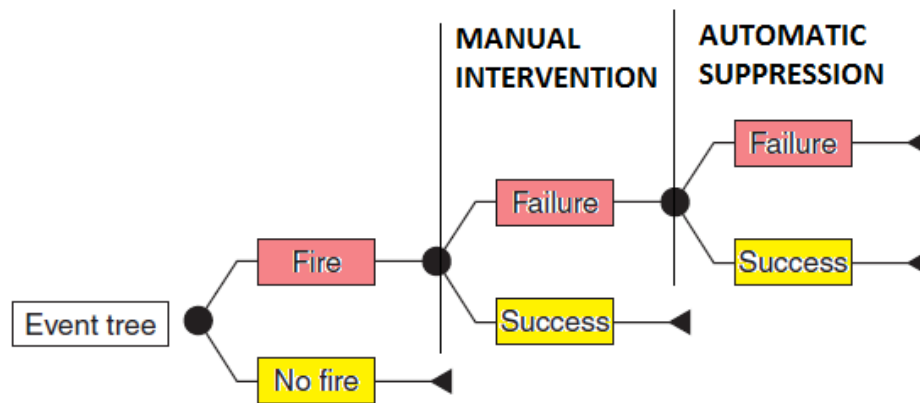 MANUAL
INTERVENTION
AUTOMATIC
SUPPRESSION
Failure
Failure
Fire
Success
Event tree
Success
No fire